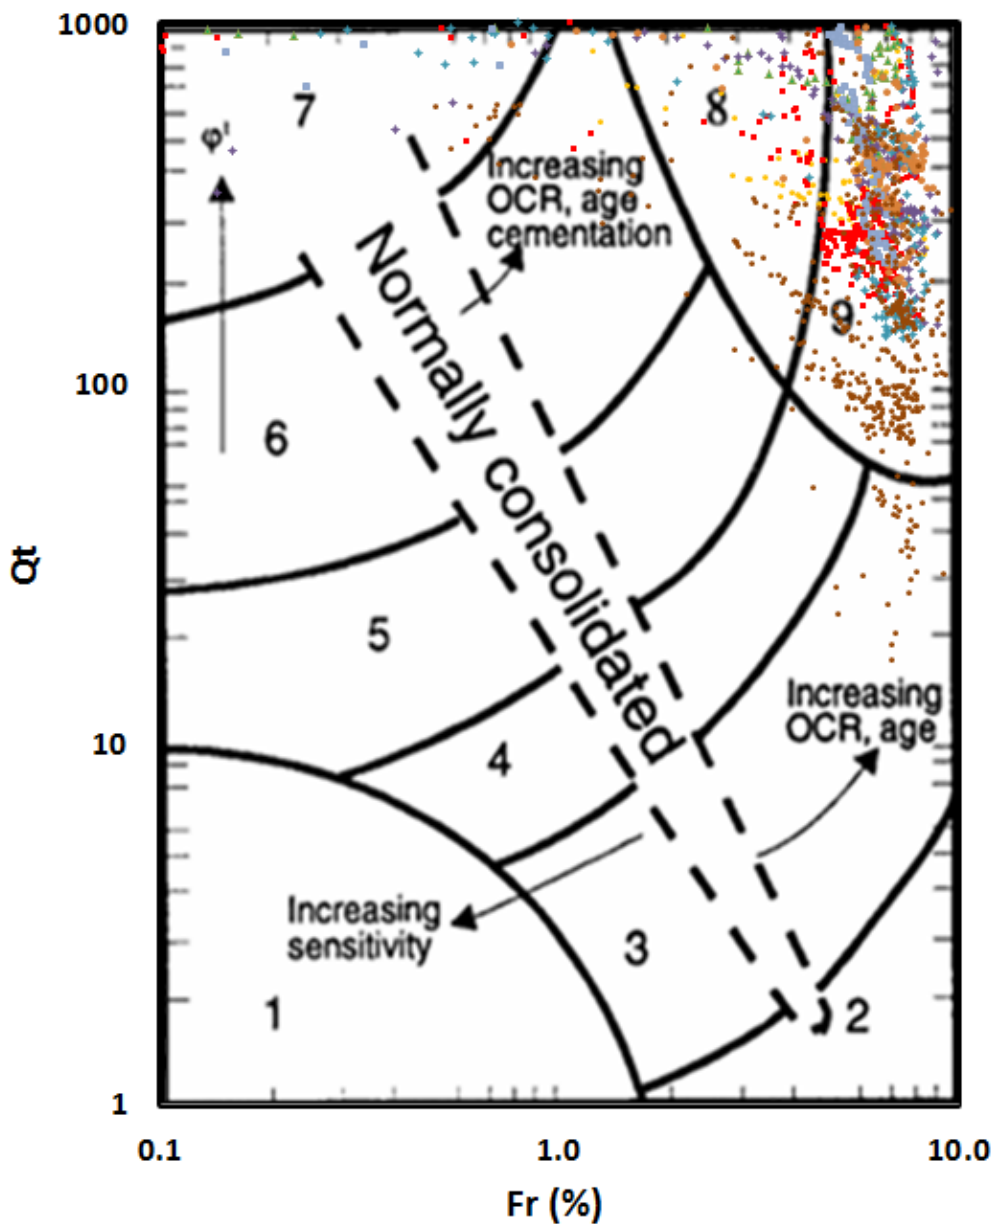 1000
7
8
φ'
Increasing
OCR, age
cementation
Normally consolidated
9
100
6
Qt
5
Increasing
OCR, age
10
4
Increasing
sensitivity
3
1
2
1
0.1
1.0
10.0
Fr (%)